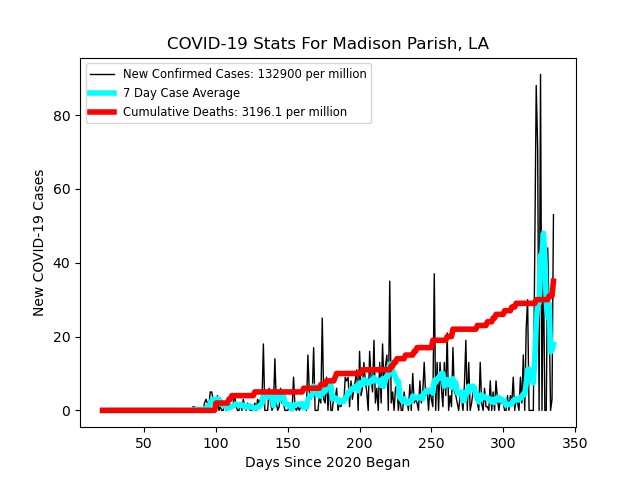 COVID-19 Stats For Madison Parish, LA
New Confirmed Cases: 132900 per million
7 Day Case Average
Cumulative Deaths: 3196.1 per million
New COVID-19 Cases
80
60
40
20
0
50 100 150 200 250 300 350
Days Since 2020 Began